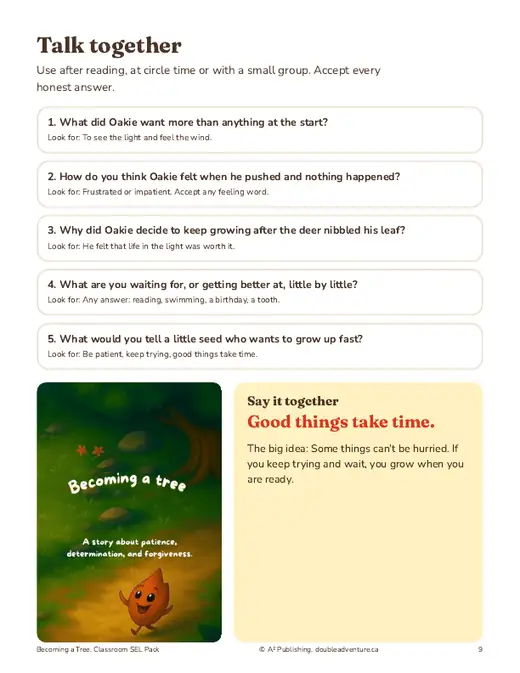 Talk together
Use after reading, at circle time or with a small group. Accept every
honest answer.
1. What did Oakie want more than anything at the start?
Look for: To see the light and feel the wind.
2. How do you think Oakie felt when he pushed and nothing happened?
Look for: Frustrated or impatient. Accept any feeling word.
3. Why did Oakie decide to keep growing after the deer nibbled his leaf?
Look for: He felt that life in the light was worth it.
4. What are you waiting for, or getting better at, little by little?
Look for: Any answer: reading, swimming, a birthday, a tooth.
5. What would you tell a little seed who wants to grow up fast?
Look for: Be patient, keep trying, good things take time.
Becoming a tree
A story about patience,
determination, and forgiveness.
Say it together
Good things take time.
The big idea: Some things can't be hurried. If
you keep trying and wait, you grow when you
are ready.
Becoming a Tree. Classroom SEL Pack
© A² Publishing. doubleadventure.ca
9